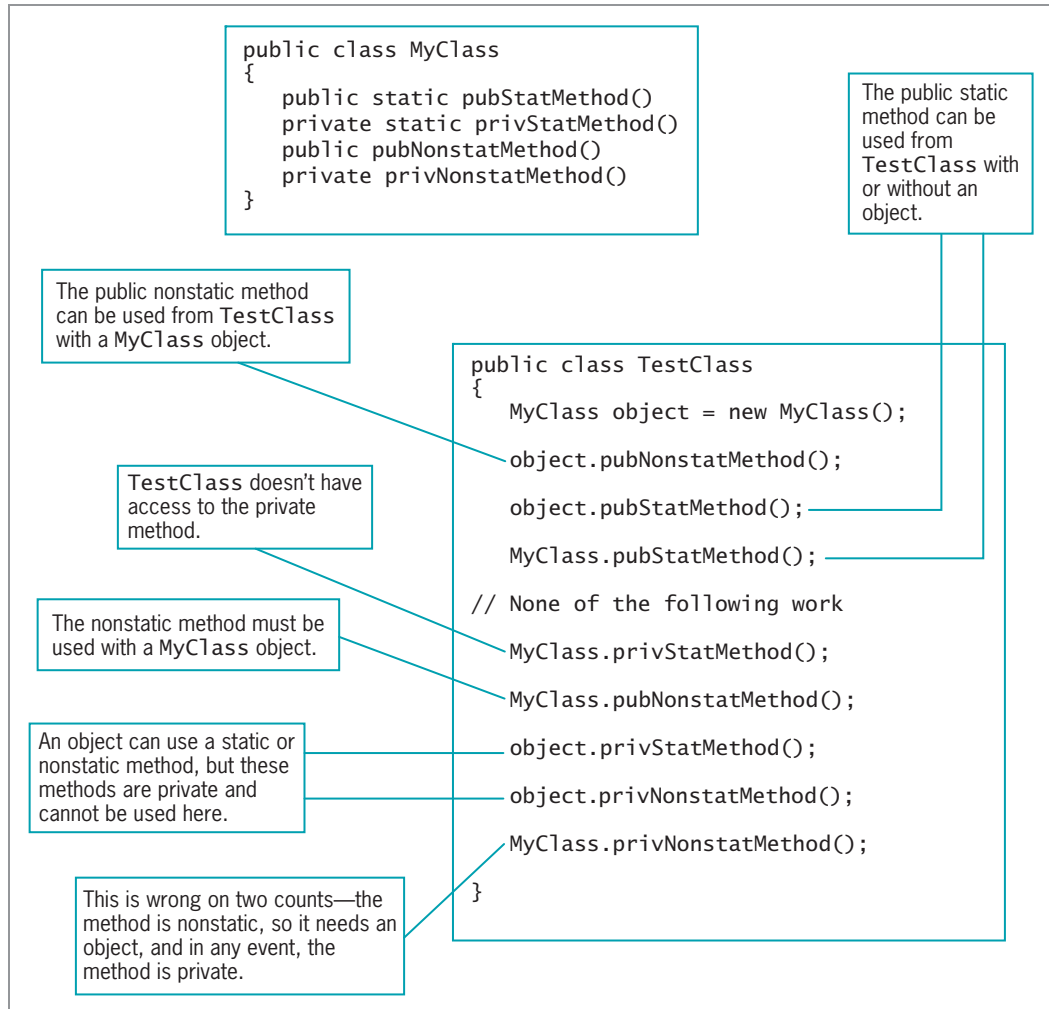 public class MyClass
{
public static pubStatMethod()
private static privStatMethod()
public pubNonstatMethod()
private privNonstatMethod()
}
The public static
method can be
used from
TestClass with
or without an
object.
The public nonstatic method
can be used from TestClass
with a MyClass object.
TestClass doesn't have
access to the private
method.
The nonstatic method must be
used with a MyClass object.
An object can use a static or
nonstatic method, but these
methods are private and
cannot be used here.
This is wrong on two counts—the
method is nonstatic, so it needs an
object, and in any event, the
method is private.
public class TestClass
{
MyClass object = new MyClass();
object.pubNonstatMethod();
object.pubStatMethod();
MyClass.pubStatMethod();
// None of the following work
MyClass.privStatMethod();
MyClass.pubNonstatMethod();
object.privStatMethod();
object.privNonstatMethod();
MyClass.privNonstatMethod();
}